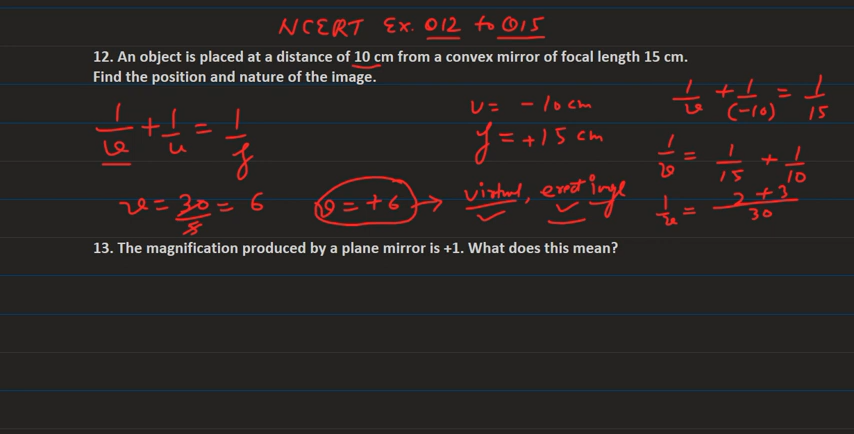 NCERT Ex. Q12 to Q15
12. An object is placed at a distance of 10 cm from a convex mirror of focal length 15 cm.
Find the position and nature of the image.
1/v + 1/u = 1/f
u = -10 cm
f = +15 cm
1/v + 1/(-10) = 1/15
1/v = 1/15 + 1/10
1/v = 2 + 3/30
v = 30/5 = 6
v = +6 → virtual, erect image
13. The magnification produced by a plane mirror is +1. What does this mean?